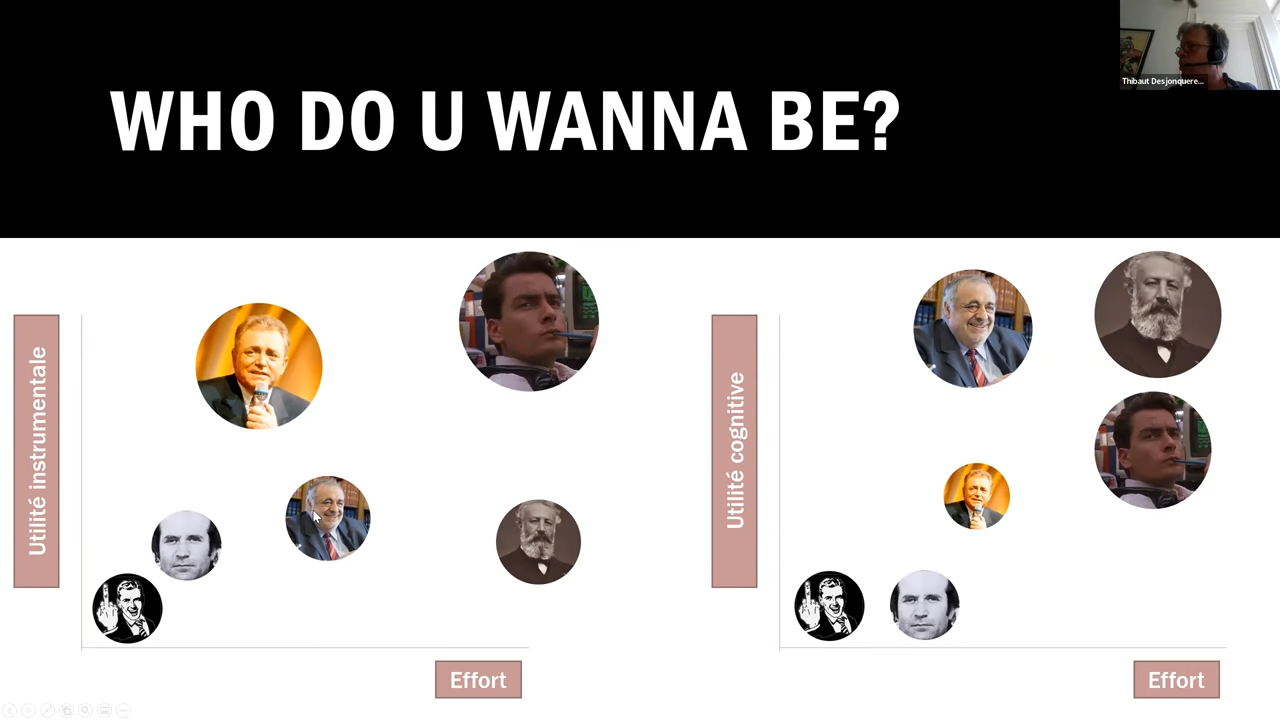 WHO DO U WANNA BE?
Thibaut Desjonquere...
Utilité instrumentale
Effort
Utilité cognitive
Effort